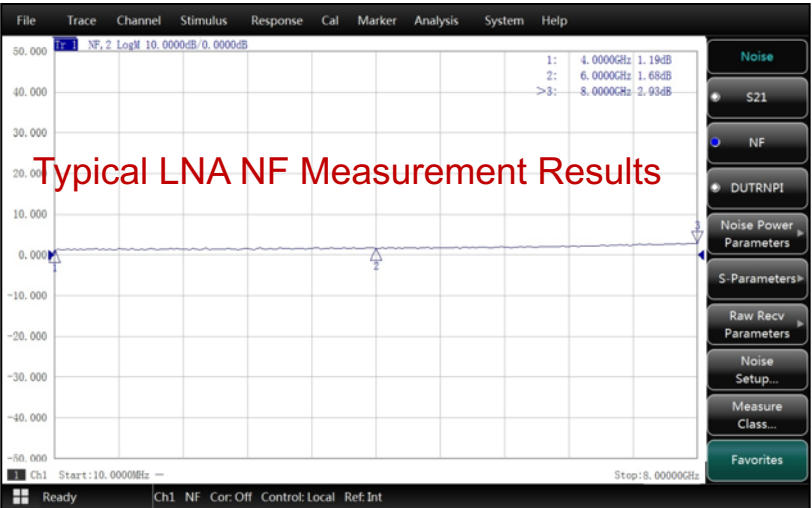 File Trace Channel Stimulus Response Cal Marker Analysis System Help
Tr 1 NF,2 LogM 10.0000dB/0.0000dB
1: 4.0000GHz 1.19dB
2: 6.0000GHz 1.68dB
>3: 8.0000GHz 2.93dB
50.000
40.000
30.000
20.000
10.000
0.000
-10.000
-20.000
-30.000
-40.000
-50.000
Typical LNA NF Measurement Results
1
2
3
1 Ch1 Start:10.0000MHz — Stop:8.00000GHz
Noise
S21
NF
DUTRNPI
Noise Power
Parameters
S-Parameters
Raw Recv
Parameters
Noise
Setup...
Measure
Class...
Favorites
Ready Ch1 NF Cor: Off Control: Local Ref: Int